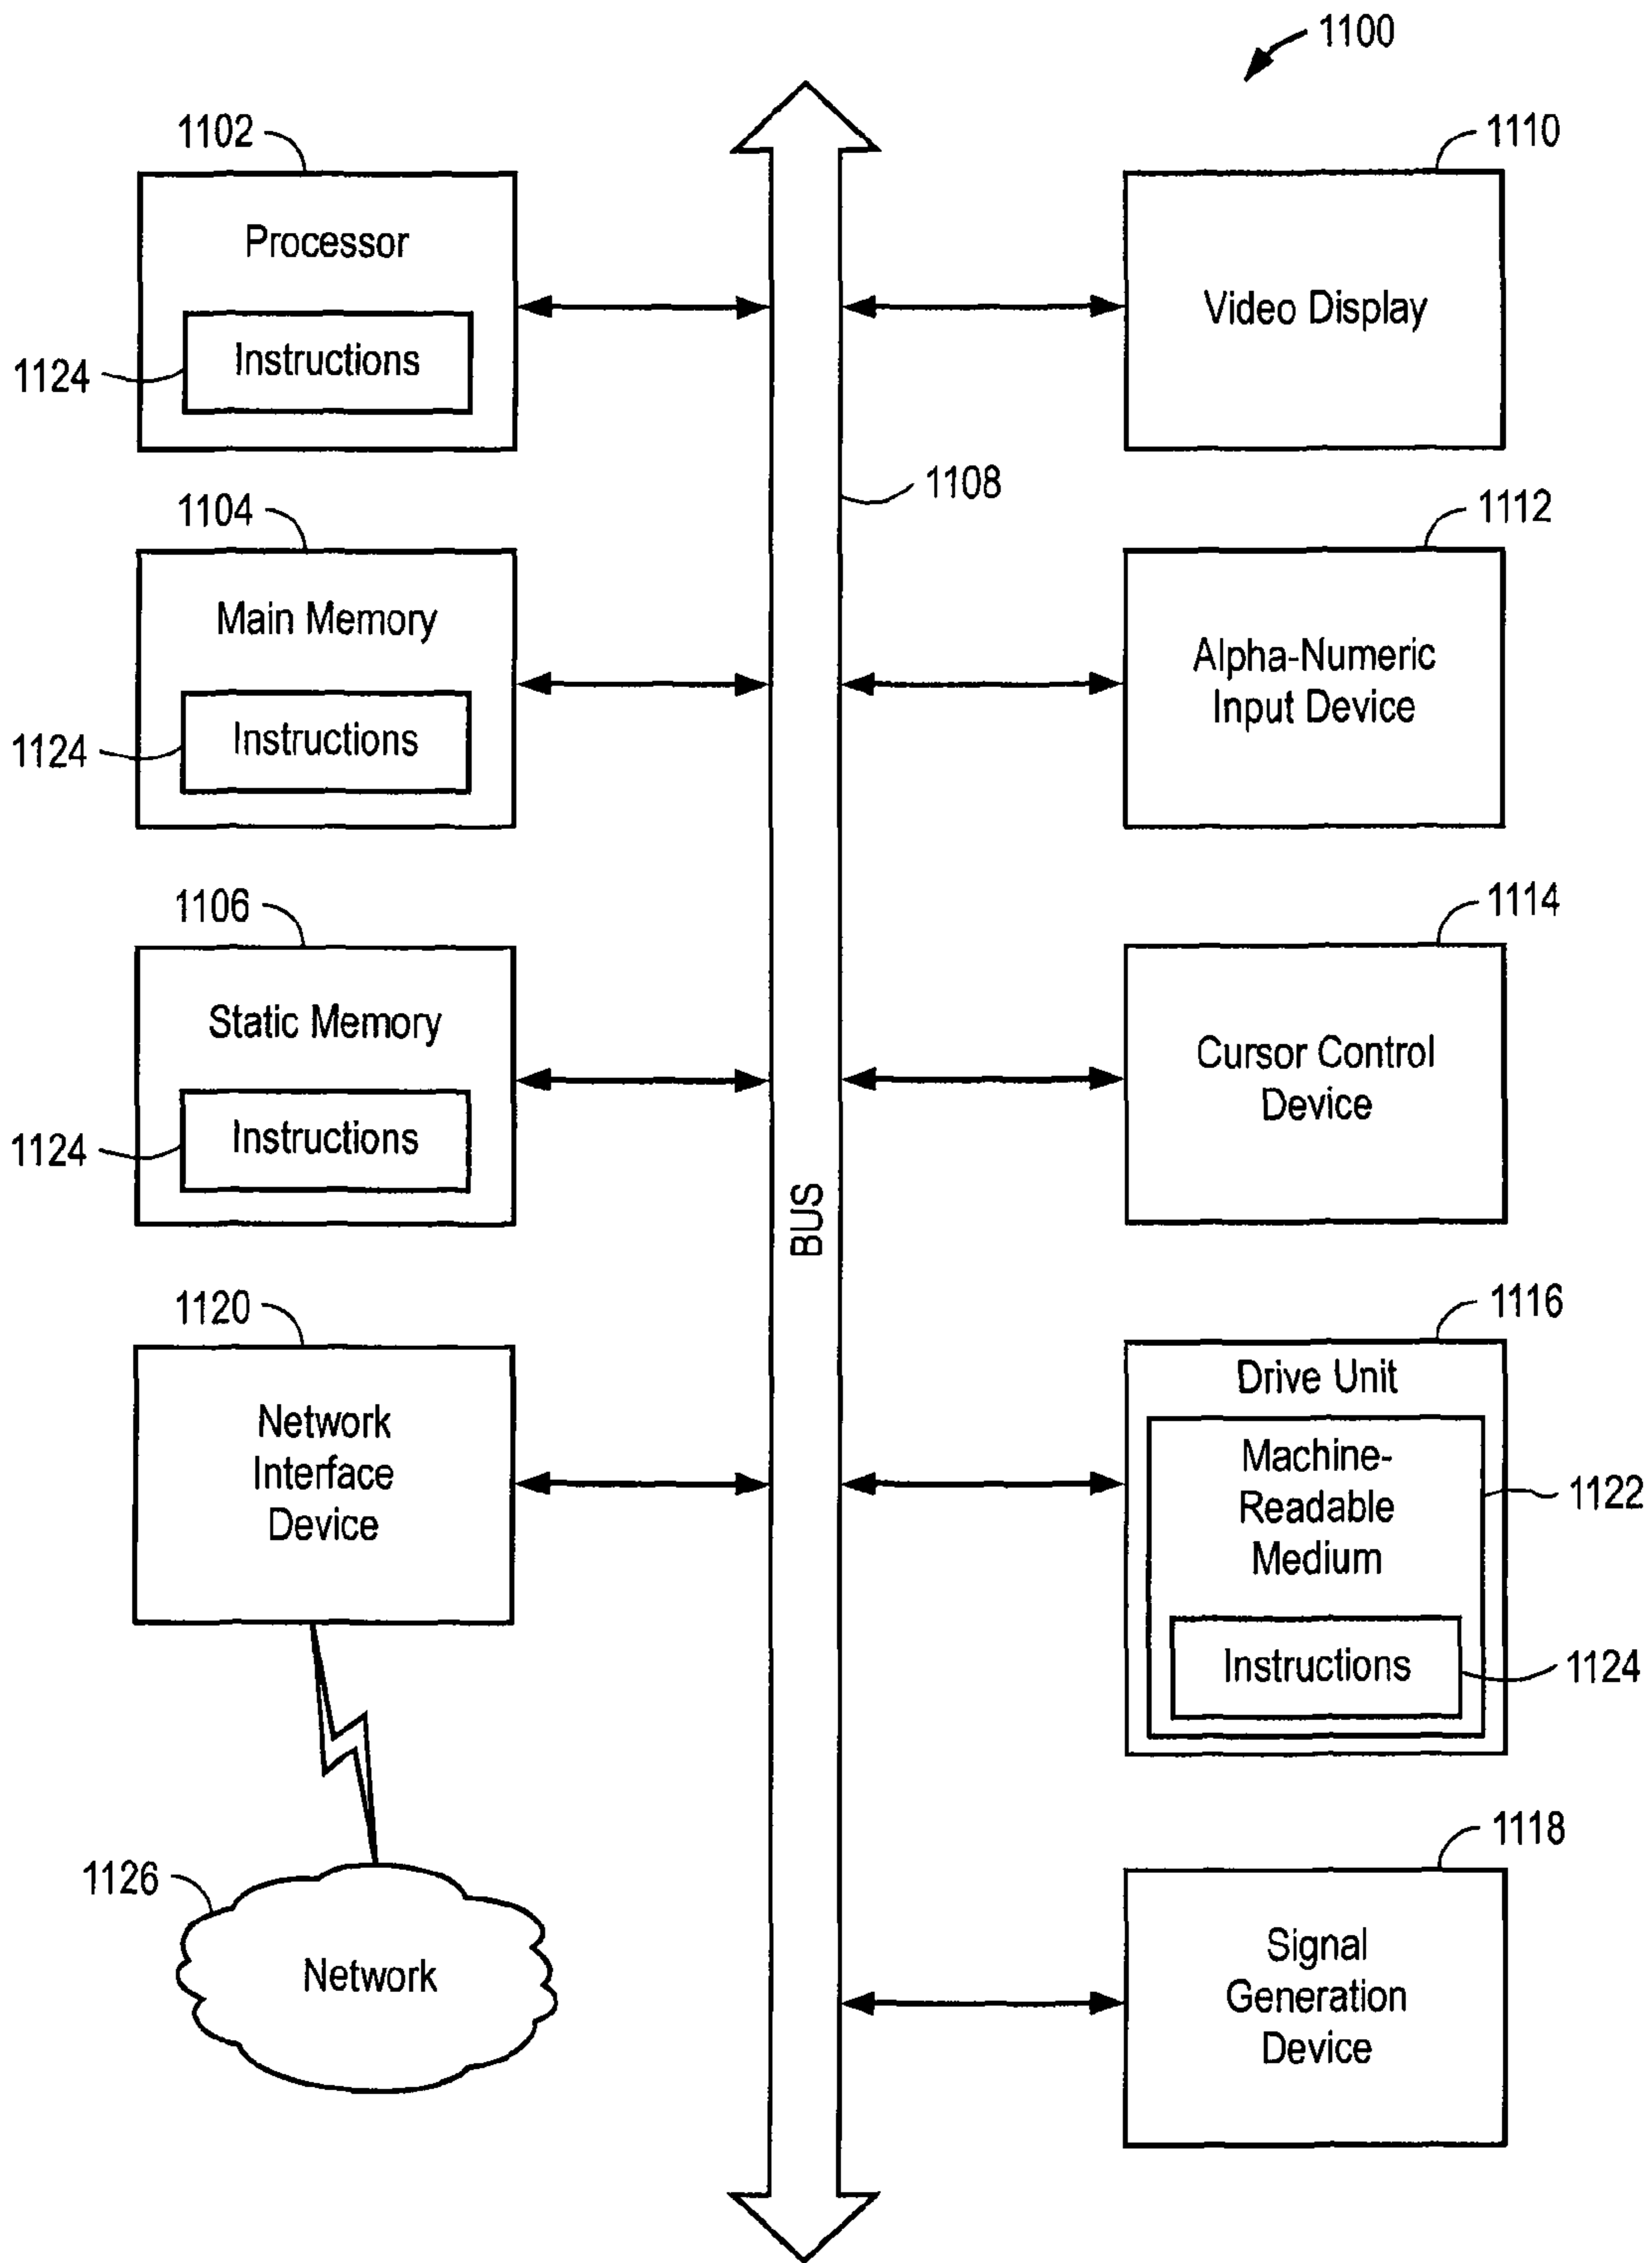 1100
1102
Processor
Instructions
1124
1110
Video Display
1108
1104
Main Memory
Instructions
1124
1112
Alpha-Numeric
Input Device
1106
Static Memory
Instructions
1124
1114
Cursor Control
Device
BUS
1120
Network
Interface
Device
1116
Drive Unit
Machine-
Readable
Medium
1122
Instructions
1124
1126
Network
1118
Signal
Generation
Device